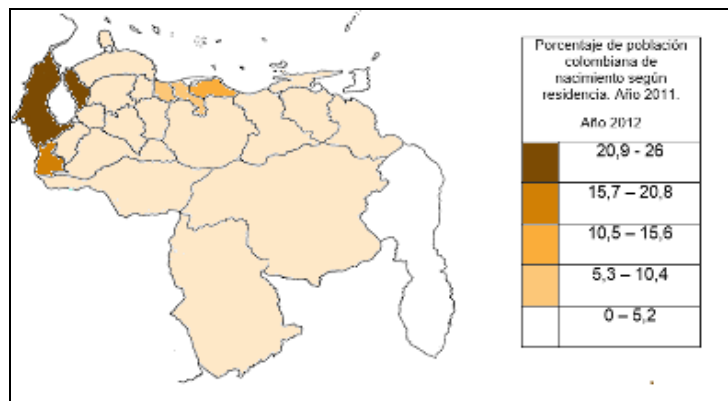 Porcentaje de población
colombiana de
nacimiento según
residencia. Año 2011.
Año 2012
20,9 - 26
15,7 – 20,8
10,5 – 15,6
5,3 – 10,4
0 – 5,2